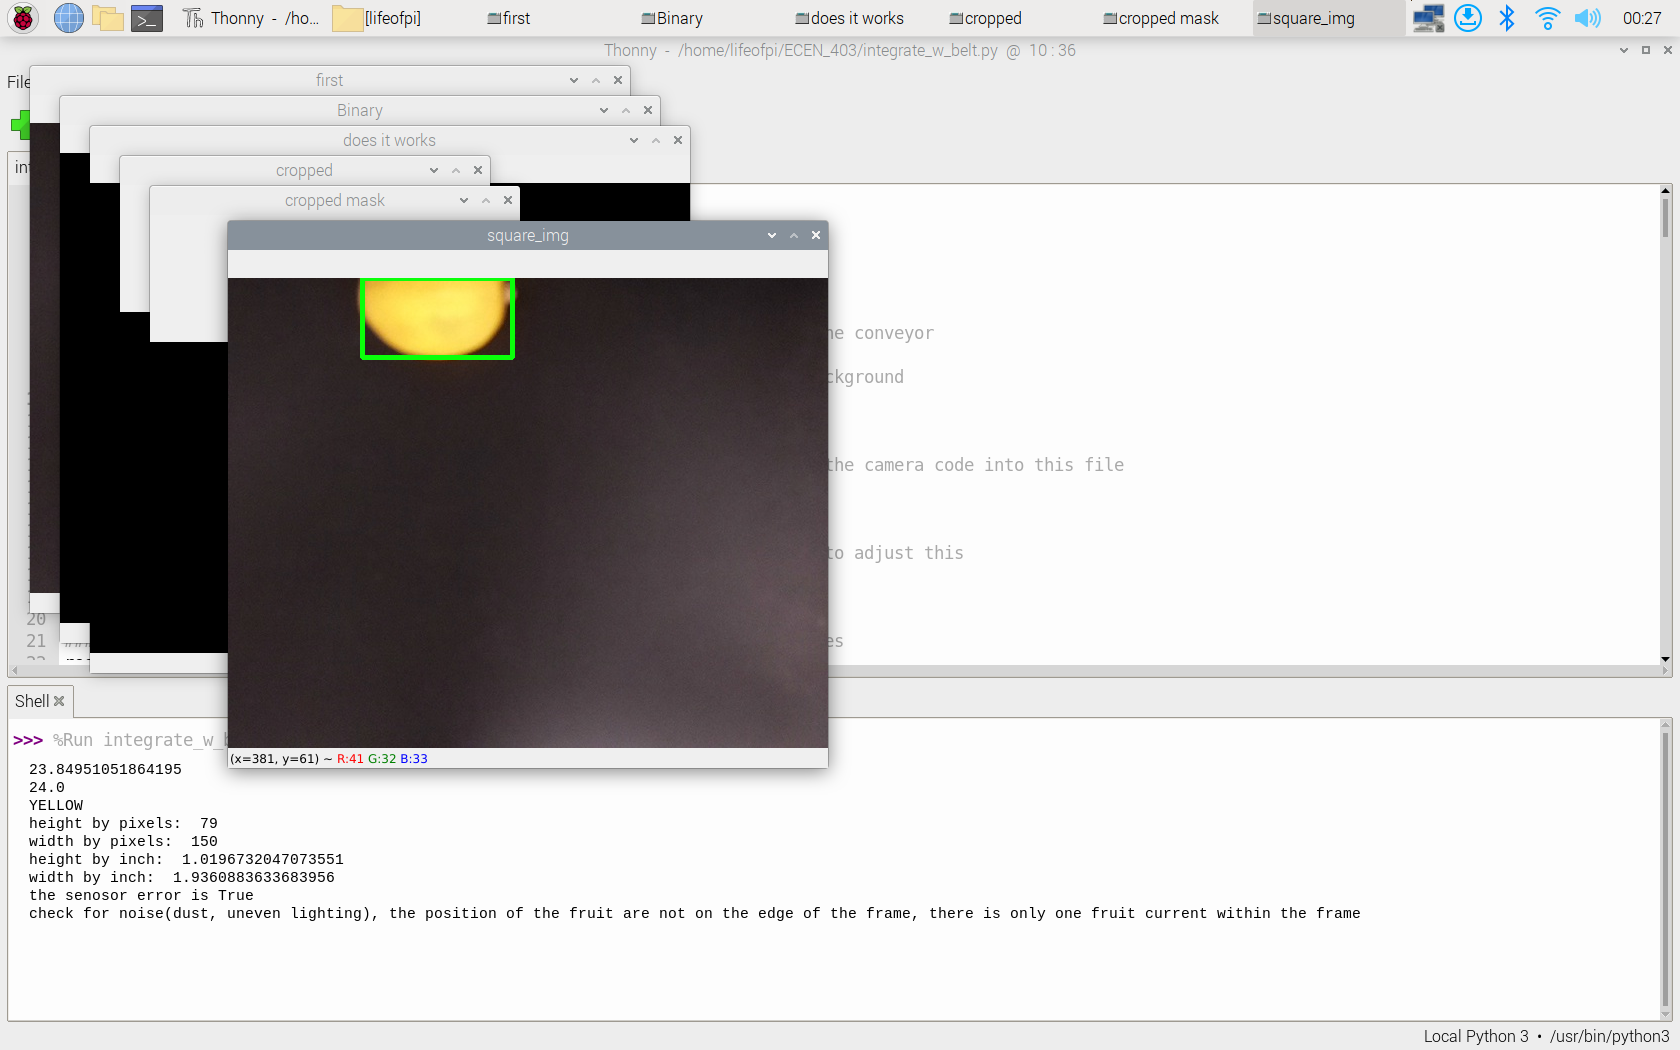 Thonny - /ho...
[lifeofpi]
first
Binary
does it works
cropped
cropped mask
square_img
00:27
Thonny - /home/lifeofpi/ECEN_403/integrate_w_belt.py @ 10 : 36
File
first
Binary
does it works
cropped
cropped mask
square_img
conveyor
the camera code into this file
to adjust this
20
21
(x=381, y=61) ~ R:41 G:32 B:33
Shell
>>> %Run integrate_w_
23.84951051864195
24.0
YELLOW
height by pixels:  79
width by pixels:  150
height by inch:  1.0196732047073551
width by inch:  1.9360883633683956
the senosor error is True
check for noise(dust, uneven lighting), the position of the fruit are not on the edge of the frame, there is only one fruit current within the frame
Local Python 3 • /usr/bin/python3